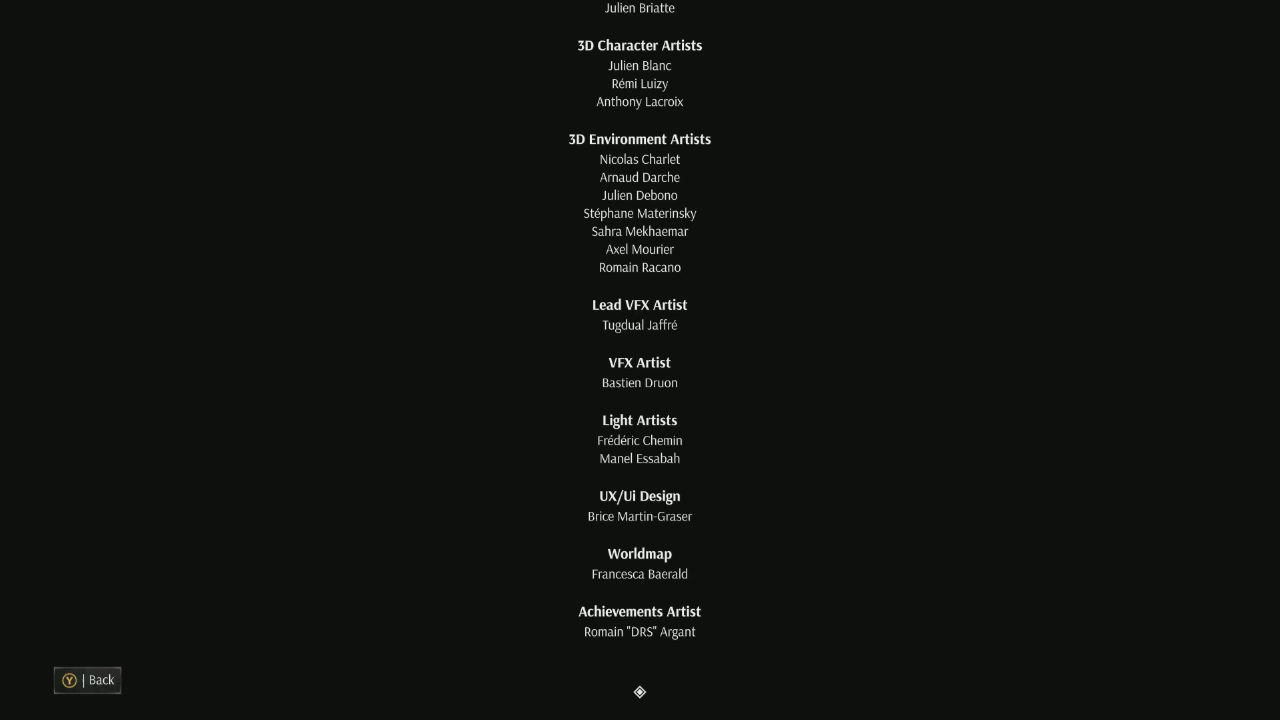 Julien Briatte
3D Character Artists
Julien Blanc
Rémi Luizy
Anthony Lacroix
3D Environment Artists
Nicolas Charlet
Arnaud Darche
Julien Debono
Stéphane Materinsky
Sahra Mekhaemar
Axel Mourier
Romain Racano
Lead VFX Artist
Tugdual Jaffré
VFX Artist
Bastien Druon
Light Artists
Frédéric Chemin
Manel Essabah
UX/Ui Design
Brice Martin-Graser
Worldmap
Francesca Baerald
Achievements Artist
Romain "DRS" Argant
Y | Back